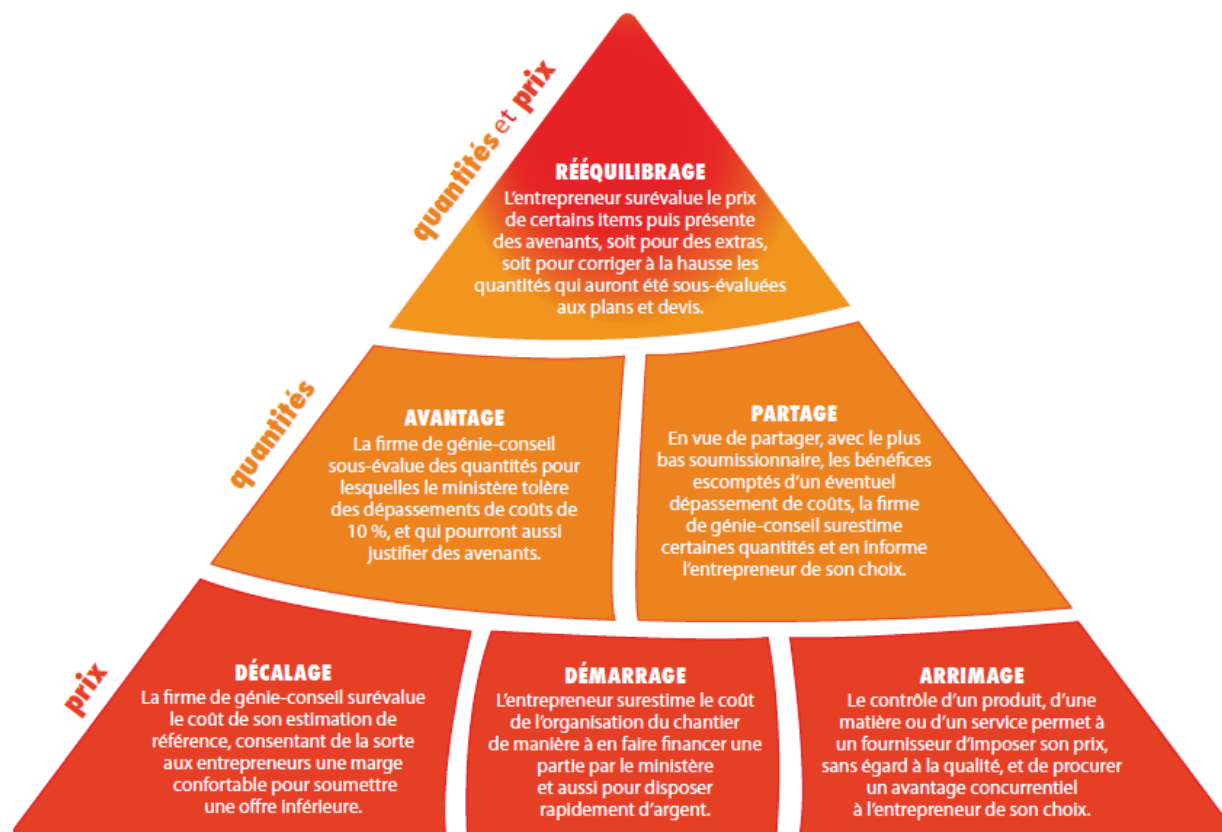 quantités et prix
RÉÉQUILIBRAGE
L'entrepreneur surévalue le prix
de certains items puis présente
des avenants, soit pour des extras,
soit pour corriger à la hausse les
quantités qui auront été sous-évaluées
aux plans et devis.
quantités
AVANTAGE
La firme de génie-conseil
sous-évalue des quantités pour
lesquelles le ministère tolère
des dépassements de coûts de
10 %, et qui pourront aussi
justifier des avenants.
PARTAGE
En vue de partager, avec le plus
bas soumissionnaire, les bénéfices
escomptés d'un éventuel
dépassement de coûts, la firme
de génie-conseil surestime
certaines quantités et en informe
l'entrepreneur de son choix.
prix
DÉCALAGE
La firme de génie-conseil surévalue
le coût de son estimation de
référence, consentant de la sorte
aux entrepreneurs une marge
confortable pour soumettre
une offre inférieure.
DÉMARRAGE
L'entrepreneur surestime le coût
de l'organisation du chantier
de manière à en faire financer une
partie par le ministère
et aussi pour disposer
rapidement d'argent.
ARRIMAGE
Le contrôle d'un produit, d'une
matière ou d'un service permet à
un fournisseur d'imposer son prix,
sans égard à la qualité, et de procurer
un avantage concurrentiel
à l'entrepreneur de son choix.